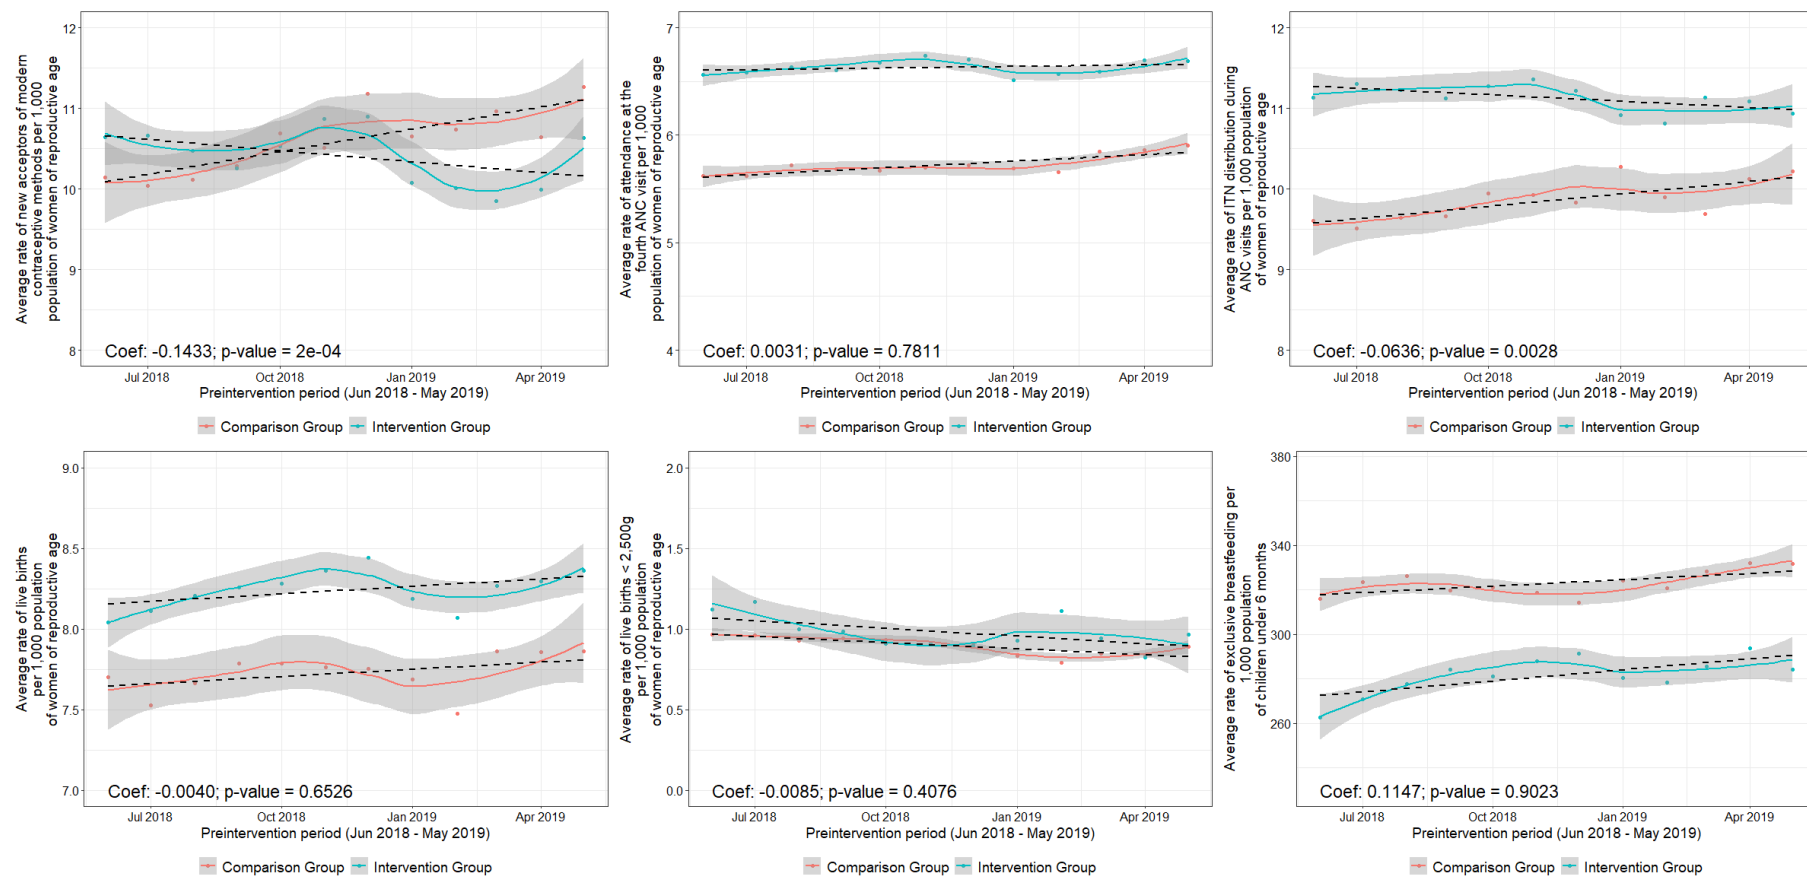 Average rate of new acceptors of modern
contraceptive methods per 1,000
population of women of reproductive age
12
11
10
9
8
Coef: -0.1433; p-value = 2e-04
Jul 2018
Oct 2018
Jan 2019
Apr 2019
Preintervention period (Jun 2018 - May 2019)
Comparison Group
Intervention Group
Average rate of attendance at the
fourth ANC visit per 1,000
population of women of reproductive age
7
6
5
4
Coef: 0.0031; p-value = 0.7811
Jul 2018
Oct 2018
Jan 2019
Apr 2019
Preintervention period (Jun 2018 - May 2019)
Comparison Group
Intervention Group
Average rate of ITN distribution during
ANC visits per 1,000 population
of women of reproductive age
12
11
10
9
8
Coef: -0.0636; p-value = 0.0028
Jul 2018
Oct 2018
Jan 2019
Apr 2019
Preintervention period (Jun 2018 - May 2019)
Comparison Group
Intervention Group
Average rate of live births
per 1,000 population
of women of reproductive age
9.0
8.5
8.0
7.5
7.0
Coef: -0.0040; p-value = 0.6526
Jul 2018
Oct 2018
Jan 2019
Apr 2019
Preintervention period (Jun 2018 - May 2019)
Comparison Group
Intervention Group
Average rate of live births < 2,500g
per 1,000 population
of women of reproductive age
2.0
1.5
1.0
0.5
0.0
Coef: -0.0085; p-value = 0.4076
Jul 2018
Oct 2018
Jan 2019
Apr 2019
Preintervention period (Jun 2018 - May 2019)
Comparison Group
Intervention Group
Average rate of exclusive breastfeeding per
1,000 population
of children under 6 months
380
340
300
260
Coef: 0.1147; p-value = 0.9023
Jul 2018
Oct 2018
Jan 2019
Apr 2019
Preintervention period (Jun 2018 - May 2019)
Comparison Group
Intervention Group